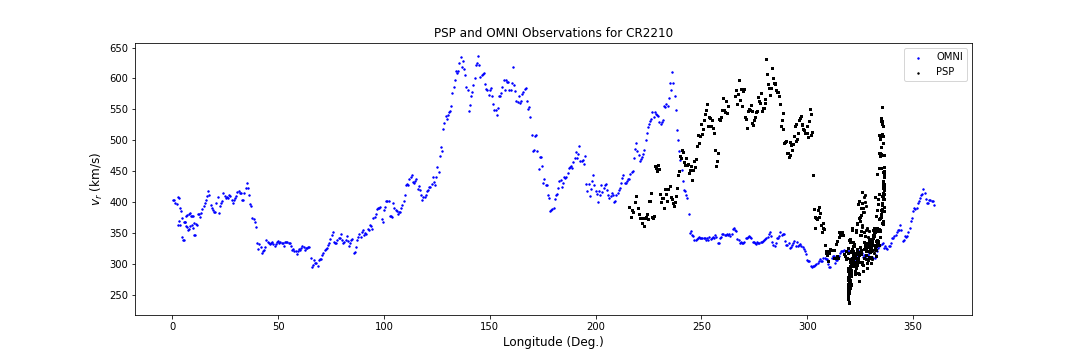 PSP and OMNI Observations for CR2210
OMNI
PSP
650
600
550
500
450
400
350
300
250
v_r (km/s)
0 50 100 150 200 250 300 350
Longitude (Deg.)